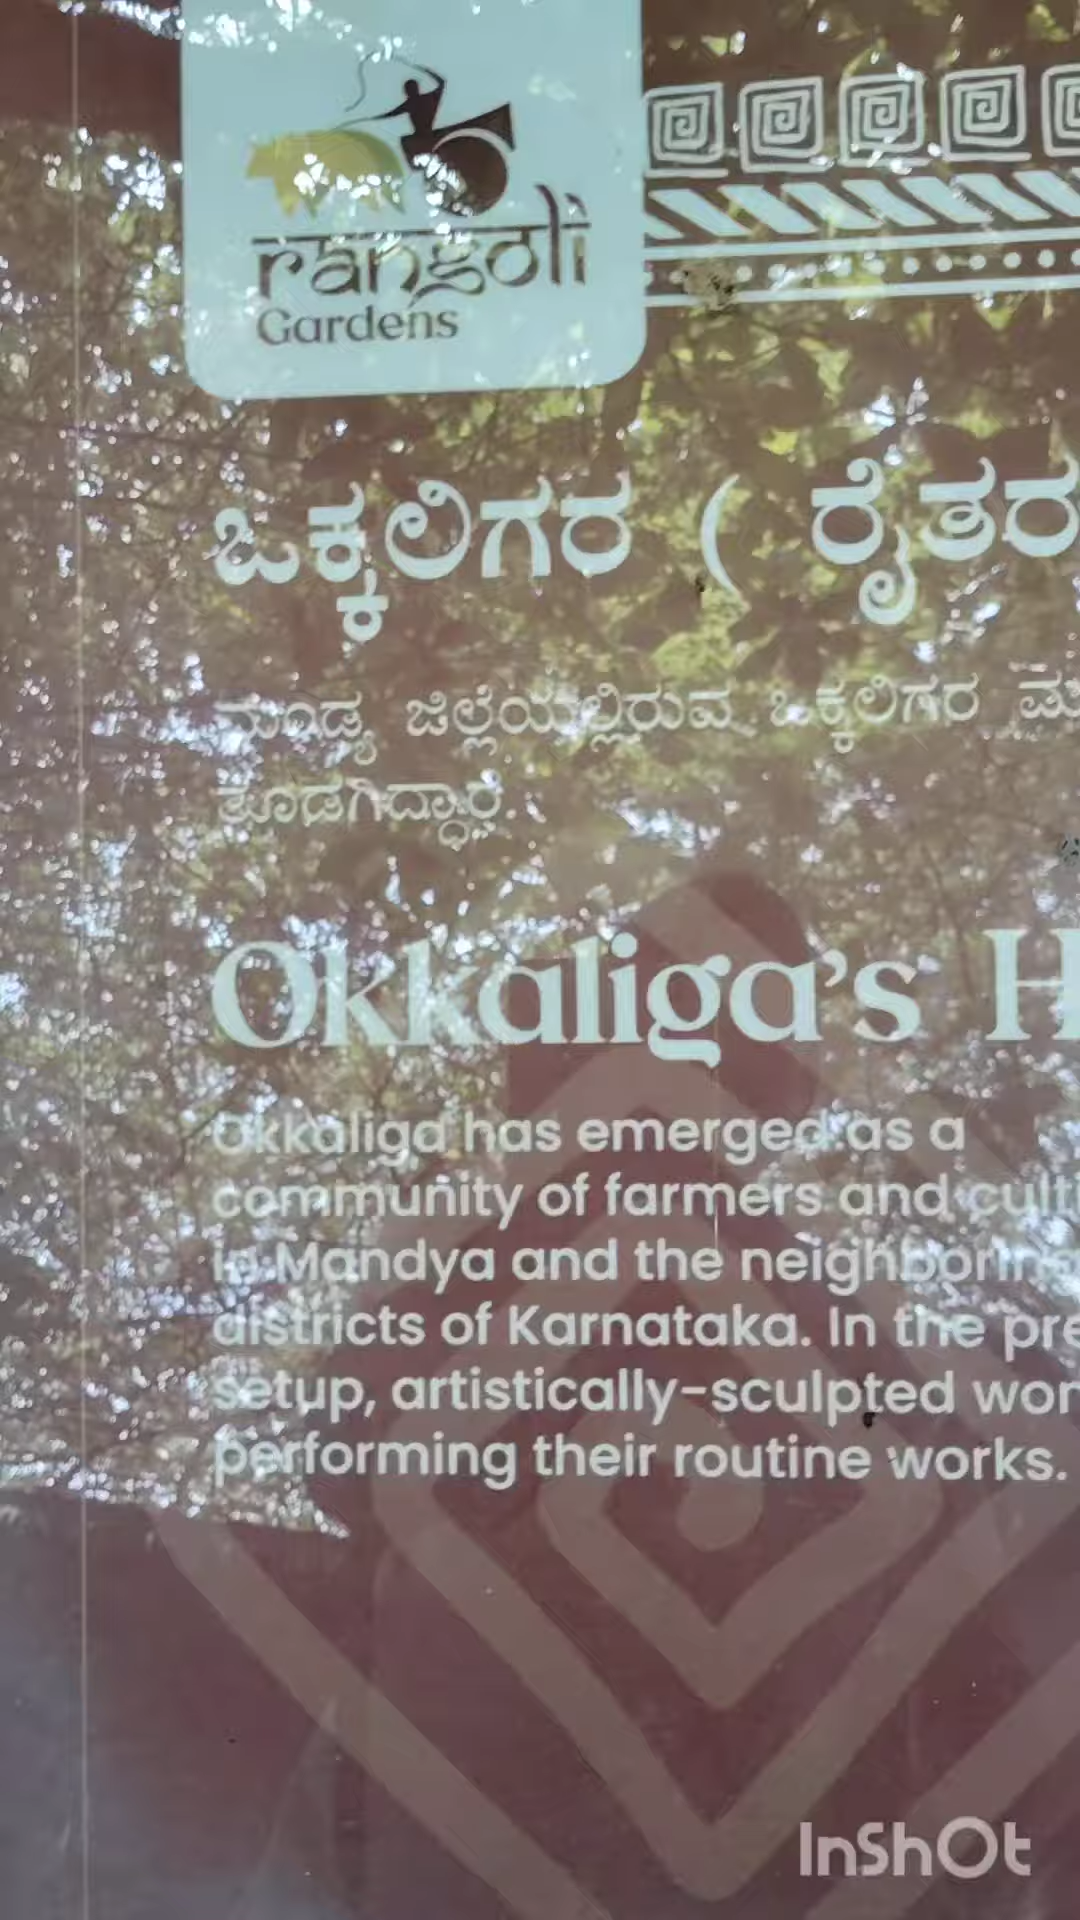 rangoli
Gardens
ಒಕ್ಕಲಿಗರ ( ರೈತರ
ಮಂಡ್ಯ ಜಿಲ್ಲೆಯಲ್ಲಿರುವ ಒಕ್ಕಲಿಗರ
ತೊಡಗಿದ್ದಾರೆ.
Okkaliga's H
Okkaliga has emerged as a
community of farmers and culti
in Mandya and the neighboring
districts of Karnataka. In the pre
setup, artistically-sculpted wor
performing their routine works.
InShOt